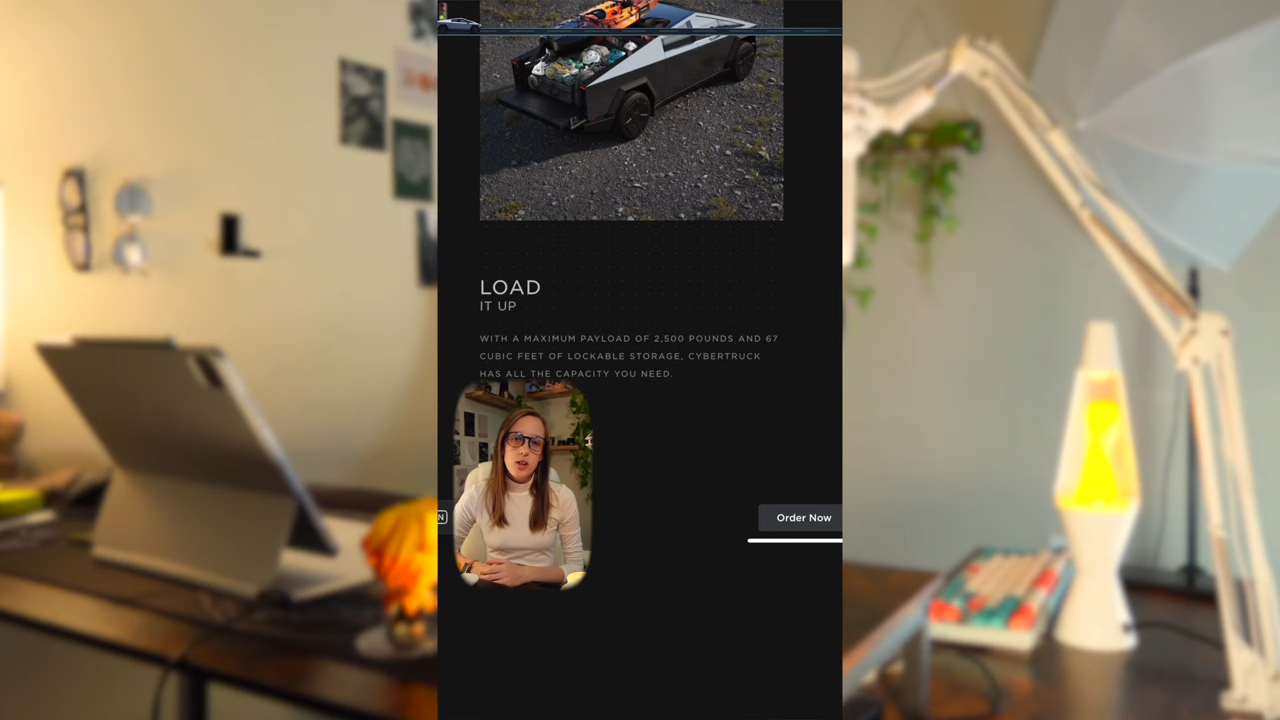 LOAD
IT UP
WITH A MAXIMUM PAYLOAD OF 2,500 POUNDS AND 67
CUBIC FEET OF LOCKABLE STORAGE, CYBERTRUCK
HAS ALL THE CAPACITY YOU NEED.
N
Order Now